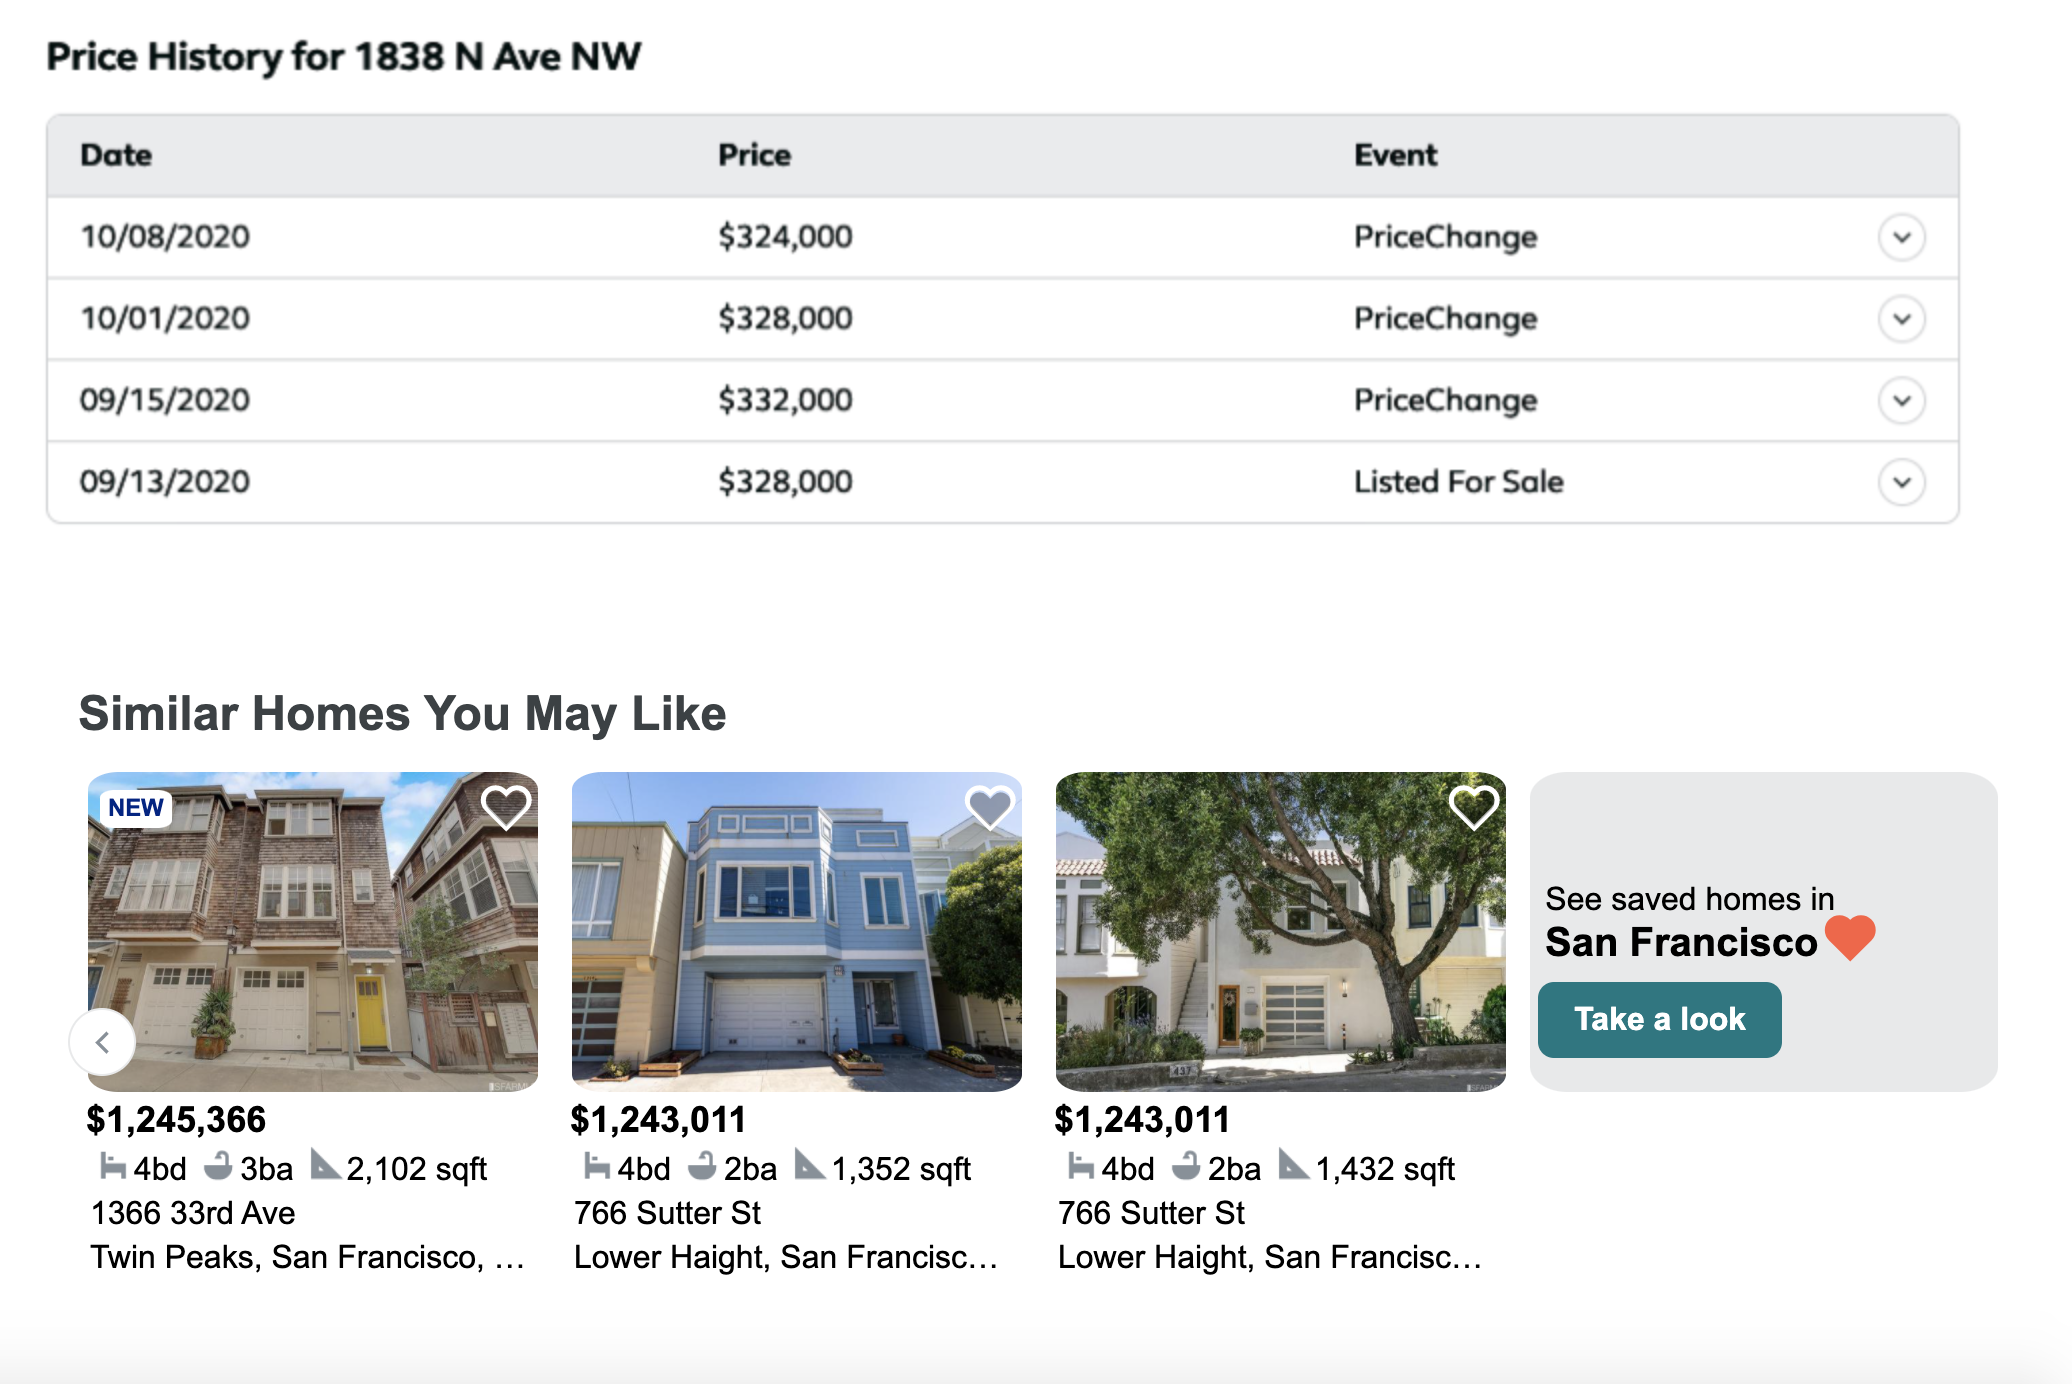 Price History for 1838 N Ave NW
Date Price Event
10/08/2020 $324,000 PriceChange
10/01/2020 $328,000 PriceChange
09/15/2020 $332,000 PriceChange
09/13/2020 $328,000 Listed For Sale
Similar Homes You May Like
NEW
$1,245,366
4bd 3ba 2,102 sqft
1366 33rd Ave
Twin Peaks, San Francisco, …
$1,243,011
4bd 2ba 1,352 sqft
766 Sutter St
Lower Haight, San Francisc…
437
$1,243,011
4bd 2ba 1,432 sqft
766 Sutter St
Lower Haight, San Francisc…
See saved homes in
San Francisco
Take a look